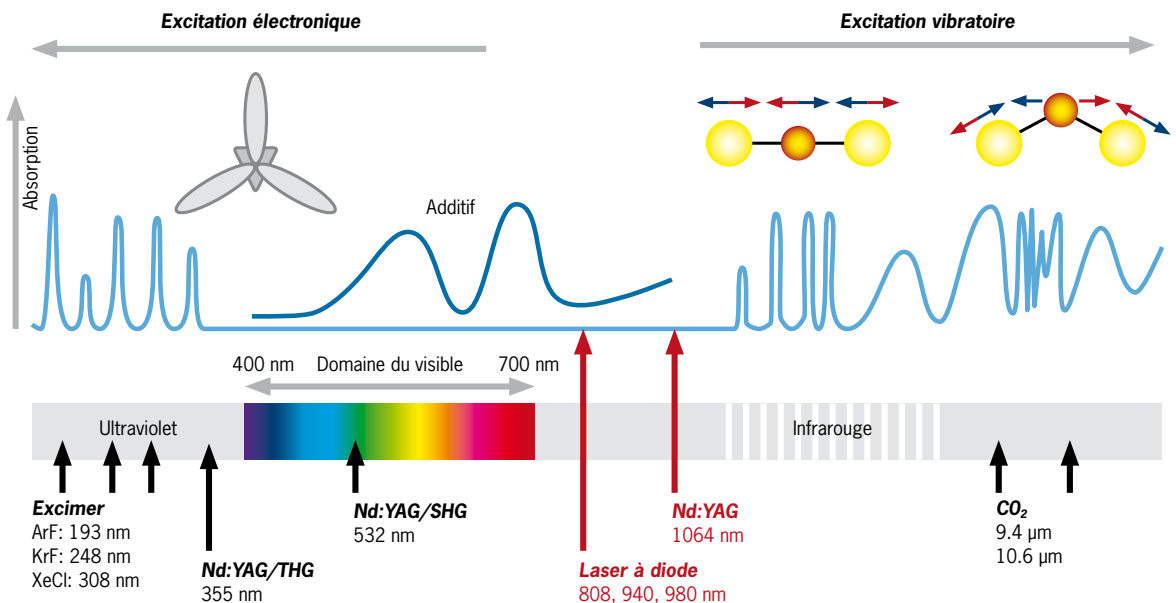 Excitation électronique
Excitation vibratoire
Absorption
Additif
400 nm
Domaine du visible
700 nm
Ultraviolet
Infrarouge
Excimer
ArF: 193 nm
KrF: 248 nm
XeCl: 308 nm
Nd:YAG/THG
355 nm
Nd:YAG/SHG
532 nm
Laser à diode
808, 940, 980 nm
Nd:YAG
1064 nm
CO₂
9.4 µm
10.6 µm